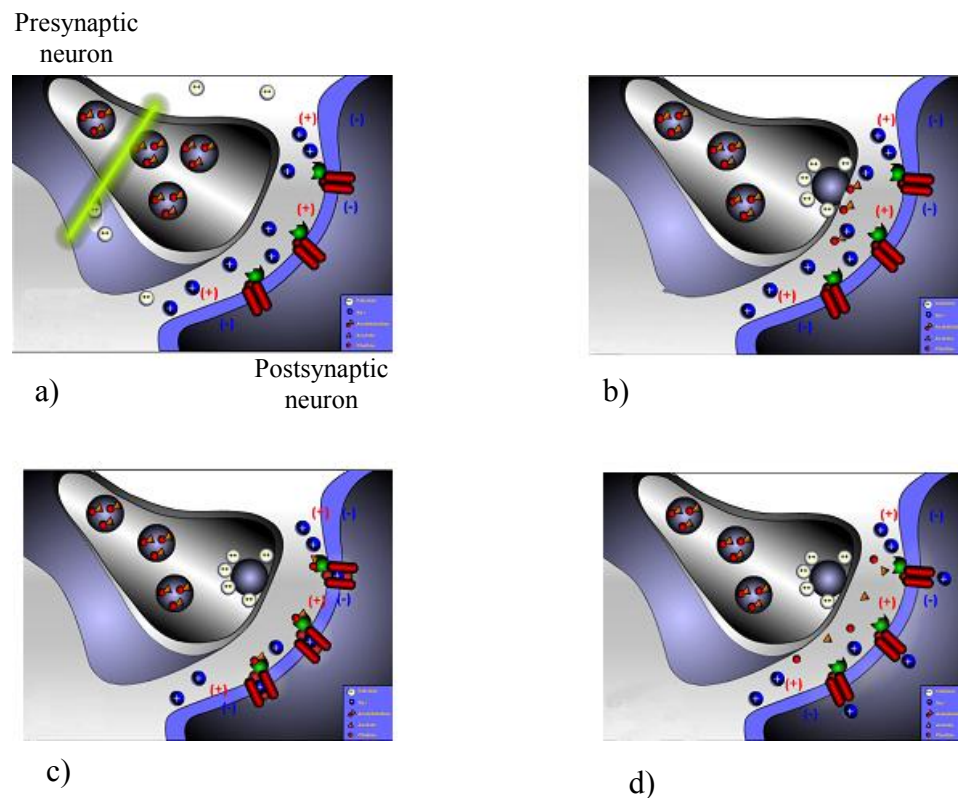 Presynaptic
neuron
(+) (-)
(+) (-)
(+)
(-)
Postsynaptic
neuron
a)
(+) (-)
(+) (-)
(+)
(-)
b)
(+) (-)
(+) (-)
(+)
(-)
c)
(+) (-)
(+) (-)
(+)
(-)
d)